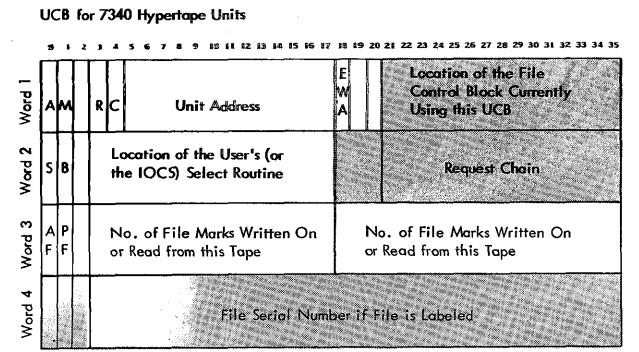 UCB for 7340 Hypertape Units
S 1 2 3 4 5 6 7 8 9 10 11 12 13 14 15 16 17 18 19 20 21 22 23 24 25 26 27 28 29 30 31 32 33 34 35
Word 1
A M R C Unit Address
E
W
A
Location of the File
Control Block Currently
Using this UCB
Word 2
S B
Location of the User's (or
the IOCS) Select Routine
Request Chain
Word 3
A P
F F
No. of File Marks Written On
or Read from this Tape
No. of File Marks Written On
or Read from this Tape
Word 4
File Serial Number if File is Labeled